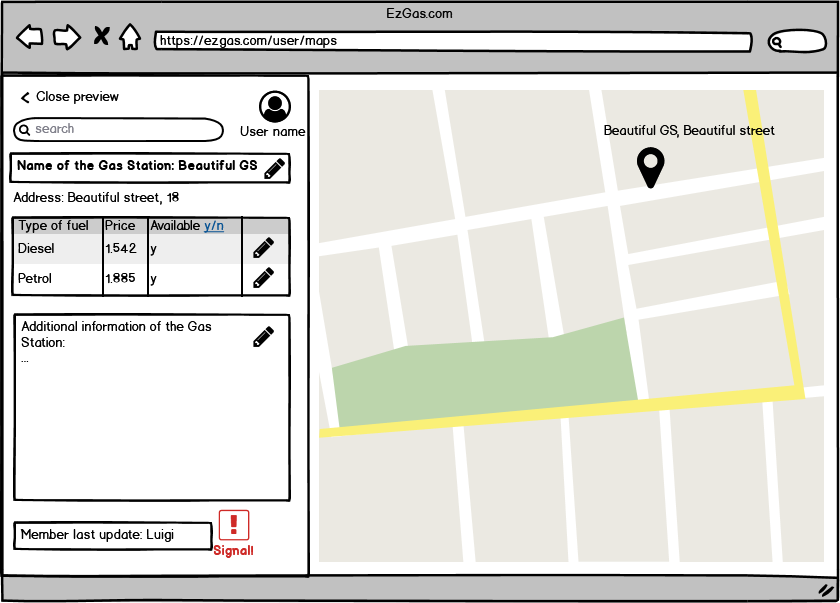 EzGas.com
https://ezgas.com/user/maps
Close preview
search
User name
Name of the Gas Station: Beautiful GS
Address: Beautiful street, 18
Type of fuel Price Available y/n
Diesel 1.542 y
Petrol 1.885 y
Additional information of the Gas
Station:
...
Member last update: Luigi
!
Signal!
Beautiful GS, Beautiful street